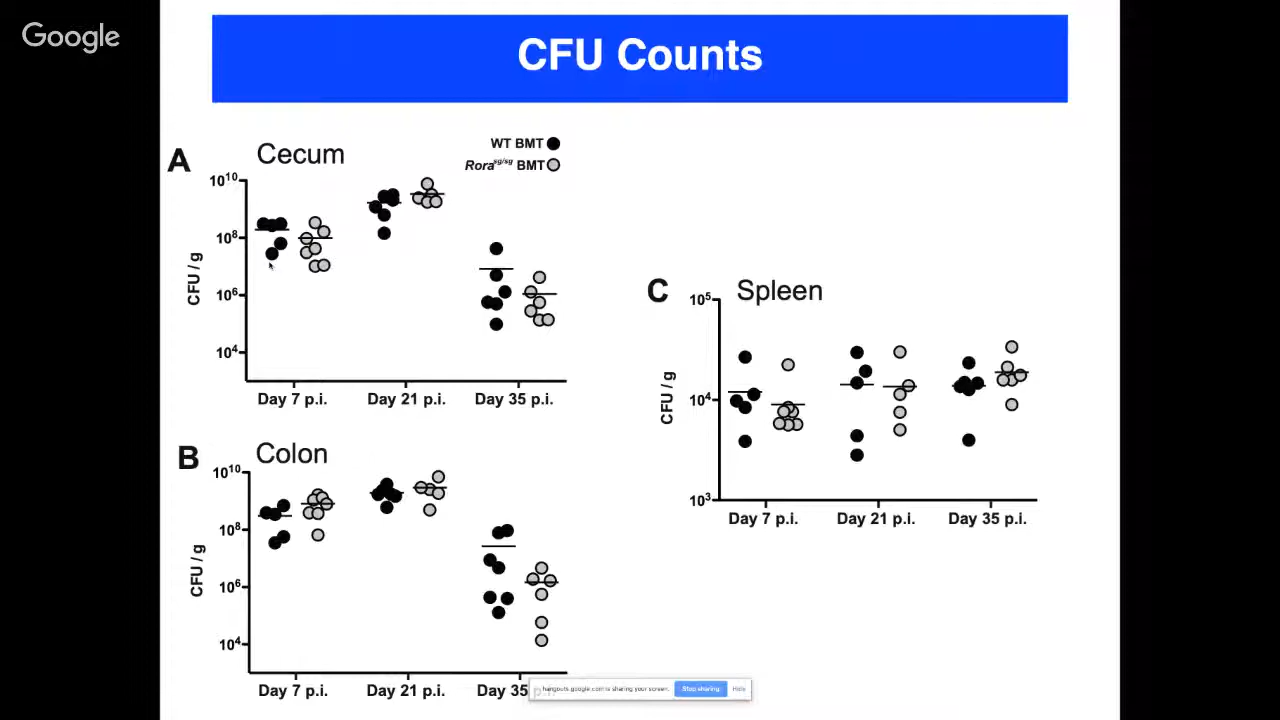 Google
CFU Counts
A
Cecum
WT BMT
Rora^sg/sg BMT
10^10
10^8
10^6
10^4
CFU / g
Day 7 p.i.
Day 21 p.i.
Day 35 p.i.
B
Colon
10^10
10^8
10^6
10^4
CFU / g
Day 7 p.i.
Day 21 p.i.
Day 35 p.i.
C
Spleen
10^5
10^4
10^3
CFU / g
Day 7 p.i.
Day 21 p.i.
Day 35 p.i.
hangouts.google.com is sharing your screen.
Stop sharing
Hide